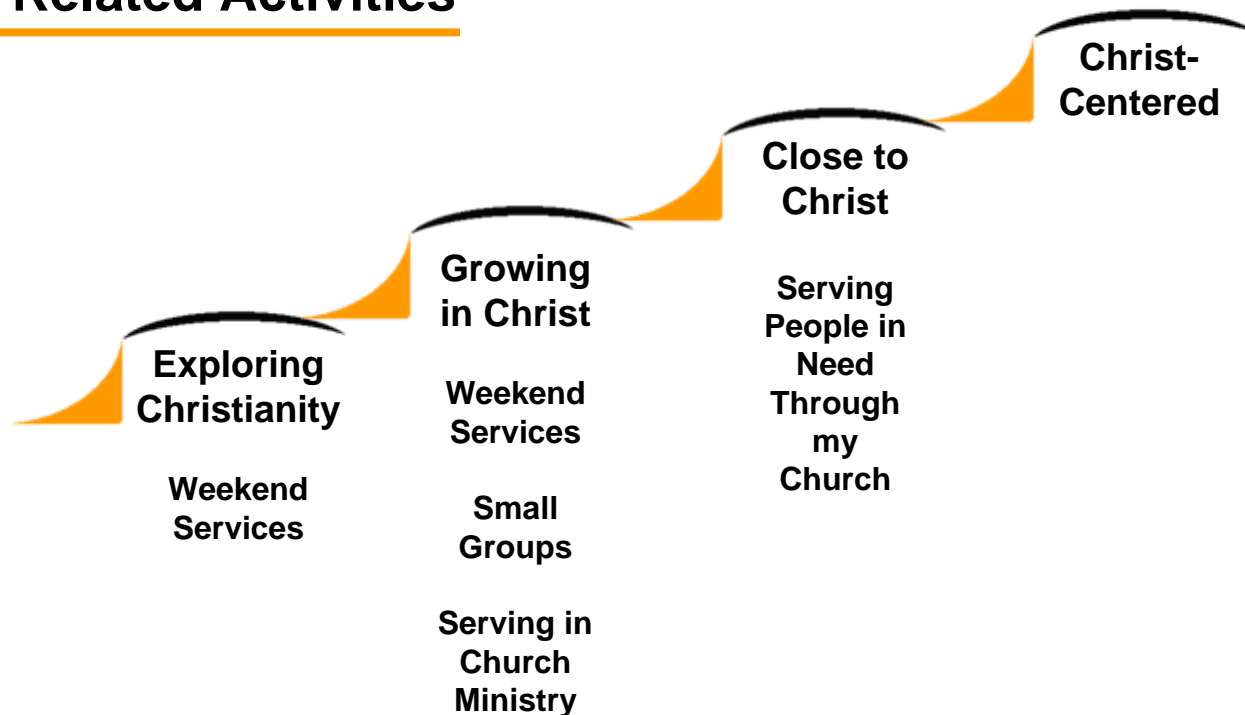 Related Activities
Christ-
Centered
Close to
Christ
Serving
People in
Need
Through
my
Church
Growing
in Christ
Weekend
Services
Small
Groups
Serving in
Church
Ministry
Exploring
Christianity
Weekend
Services